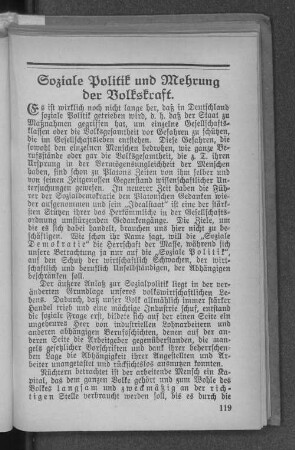 Soziale Politik und Mehrung
der Volkskraft.
Es ist wirklich noch nicht lange her, daß in Deutschland
soziale Politik getrieben wird, d. h. daß der Staat zu
Maßnahmen gegriffen hat, um einzelne Gesellschafts-
klassen oder die Volksgesamtheit vor Gefahren zu schützen,
die im Gesellschaftsleben entstehen. Diese Gefahren, die
sowohl den einzelnen Menschen bedrohen, wie ganze Be-
rufsstände oder gar die Volksgesamtheit, die z. T. ihren
Ursprung in der Vermögensungleichheit der Menschen
haben, sind schon zu Platons Zeiten von ihm selbst und
von seinen Zeitgenossen Gegenstand wissenschaftlicher Un-
tersuchungen gewesen. In neuerer Zeit haben die Füh-
rer der Sozialdemokratie den Platonischen Gedanken wie-
der aufgenommen und sein „Idealstaat“ ist eine der stärk-
sten Stützen ihres das Persönliche in der Gesellschafts-
ordnung umstürzenden Gedankenganges. Die Ziele, um
die es sich dabei handelt, brauchen uns hier nicht zu be-
schäftigen. Wie schon ihr Name sagt, will die „Soziale
Demokratie“ die Herrschaft der Masse, während sich
unser Betrachtung ja nur auf die „Soziale Politik“,
auf den Schutz der wirtschaftlich Schwachen, der wirt-
schaftlich und beruflich Unselbständigen, der Abhängigen
beschränken soll.
Der äußere Anlaß zur Sozialpolitik liegt in der ver-
änderten Grundlage unseres volkswirtschaftlichen Le-
bens. Dadurch, daß unser Volk allmählich immer stärker
Handel trieb und eine mächtige Industrie schuf, entstand
die soziale Frage erst, bildete sich auf der einen Seite ein
ungeheures Heer von industriellen Lohnarbeitern und
anderen abhängigen Berufsschichten, denen auf der an-
deren Seite die Arbeitgeber gegenüberstanden, die man-
gels gesetzlicher Vorschriften und dank ihrer beherrschen-
den Lage die Abhängigkeit ihrer Angestellten und Ar-
beiter unangetastet und rücksichtslos ausnutzen konnten.
Nüchtern betrachtet ist der arbeitende Mensch ein Ka-
pital, das dem ganzen Volke gehört und zum Wohle des
Volkes langsam und zweckmäßig an der rich-
tigen Stelle verbraucht werden soll, bis es durch die
119